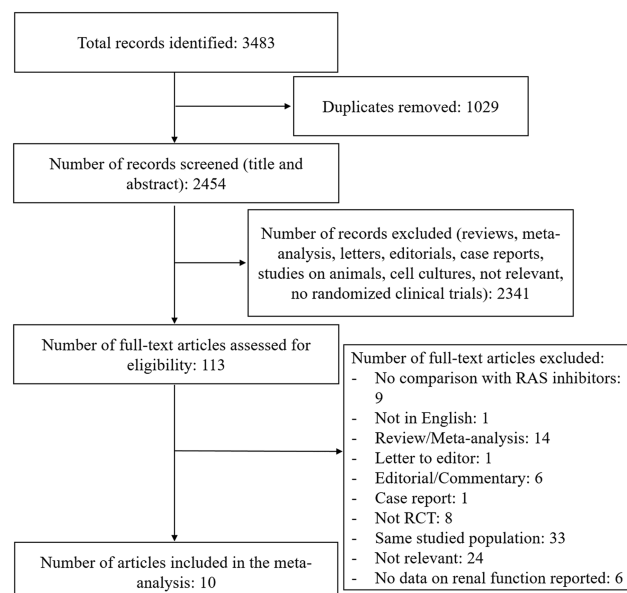 Total records identified: 3483
Duplicates removed: 1029
Number of records screened (title and
abstract): 2454
Number of records excluded (reviews, meta-
analysis, letters, editorials, case reports,
studies on animals, cell cultures, not relevant,
no randomized clinical trials): 2341
Number of full-text articles assessed for
eligibility: 113
Number of full-text articles excluded:
- No comparison with RAS inhibitors:
9
- Not in English: 1
- Review/Meta-analysis: 14
- Letter to editor: 1
- Editorial/Commentary: 6
- Case report: 1
- Not RCT: 8
- Same studied population: 33
- Not relevant: 24
- No data on renal function reported: 6
Number of articles included in the meta-
analysis: 10